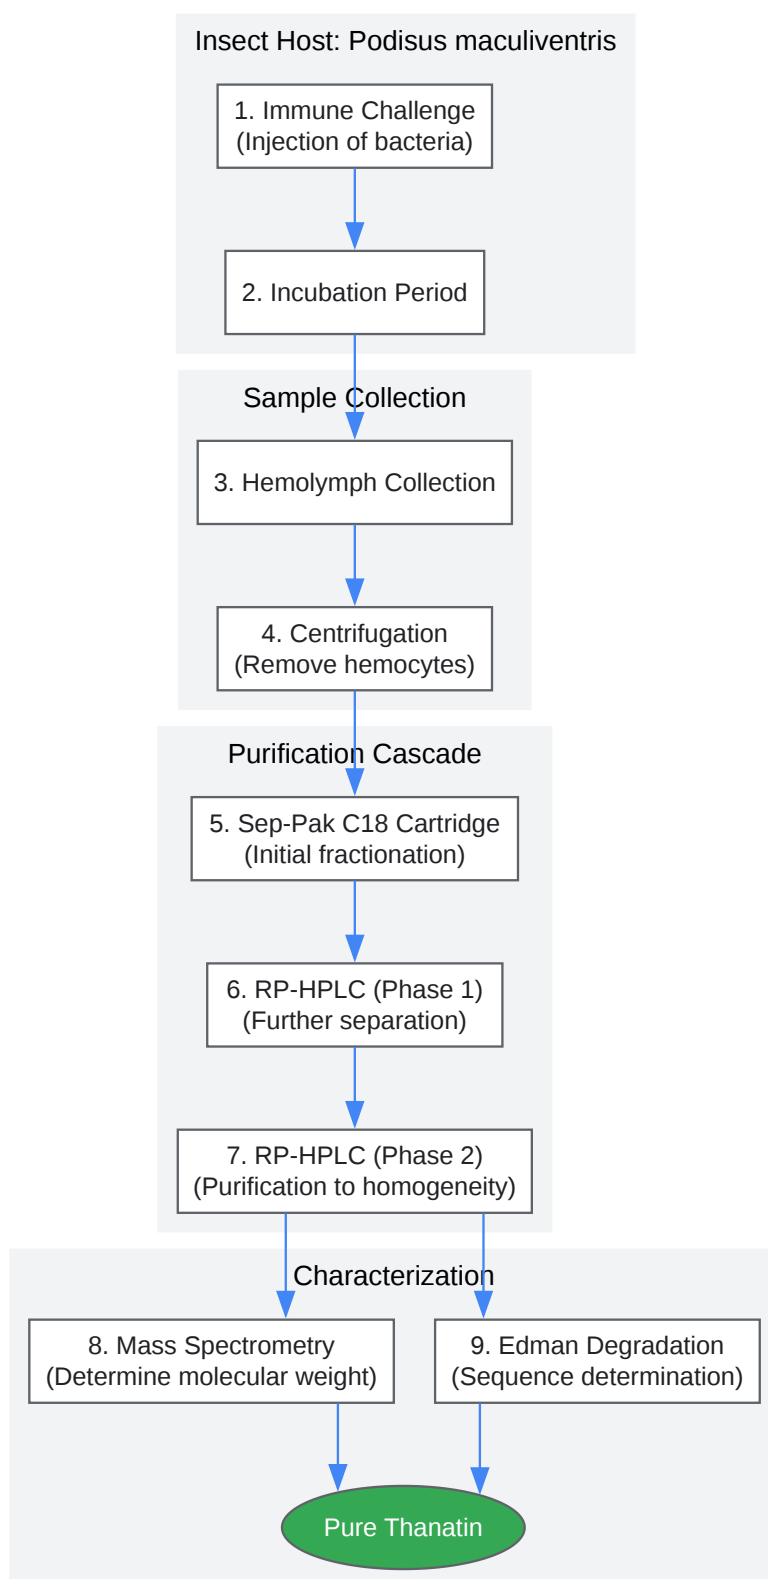 Insect Host: Podisus maculiventris
1. Immune Challenge
(Injection of bacteria)
2. Incubation Period
Sample Collection
3. Hemolymph Collection
4. Centrifugation
(Remove hemocytes)
Purification Cascade
5. Sep-Pak C18 Cartridge
(Initial fractionation)
6. RP-HPLC (Phase 1)
(Further separation)
7. RP-HPLC (Phase 2)
(Purification to homogeneity)
Characterization
8. Mass Spectrometry
(Determine molecular weight)
9. Edman Degradation
(Sequence determination)
Pure Thanatin